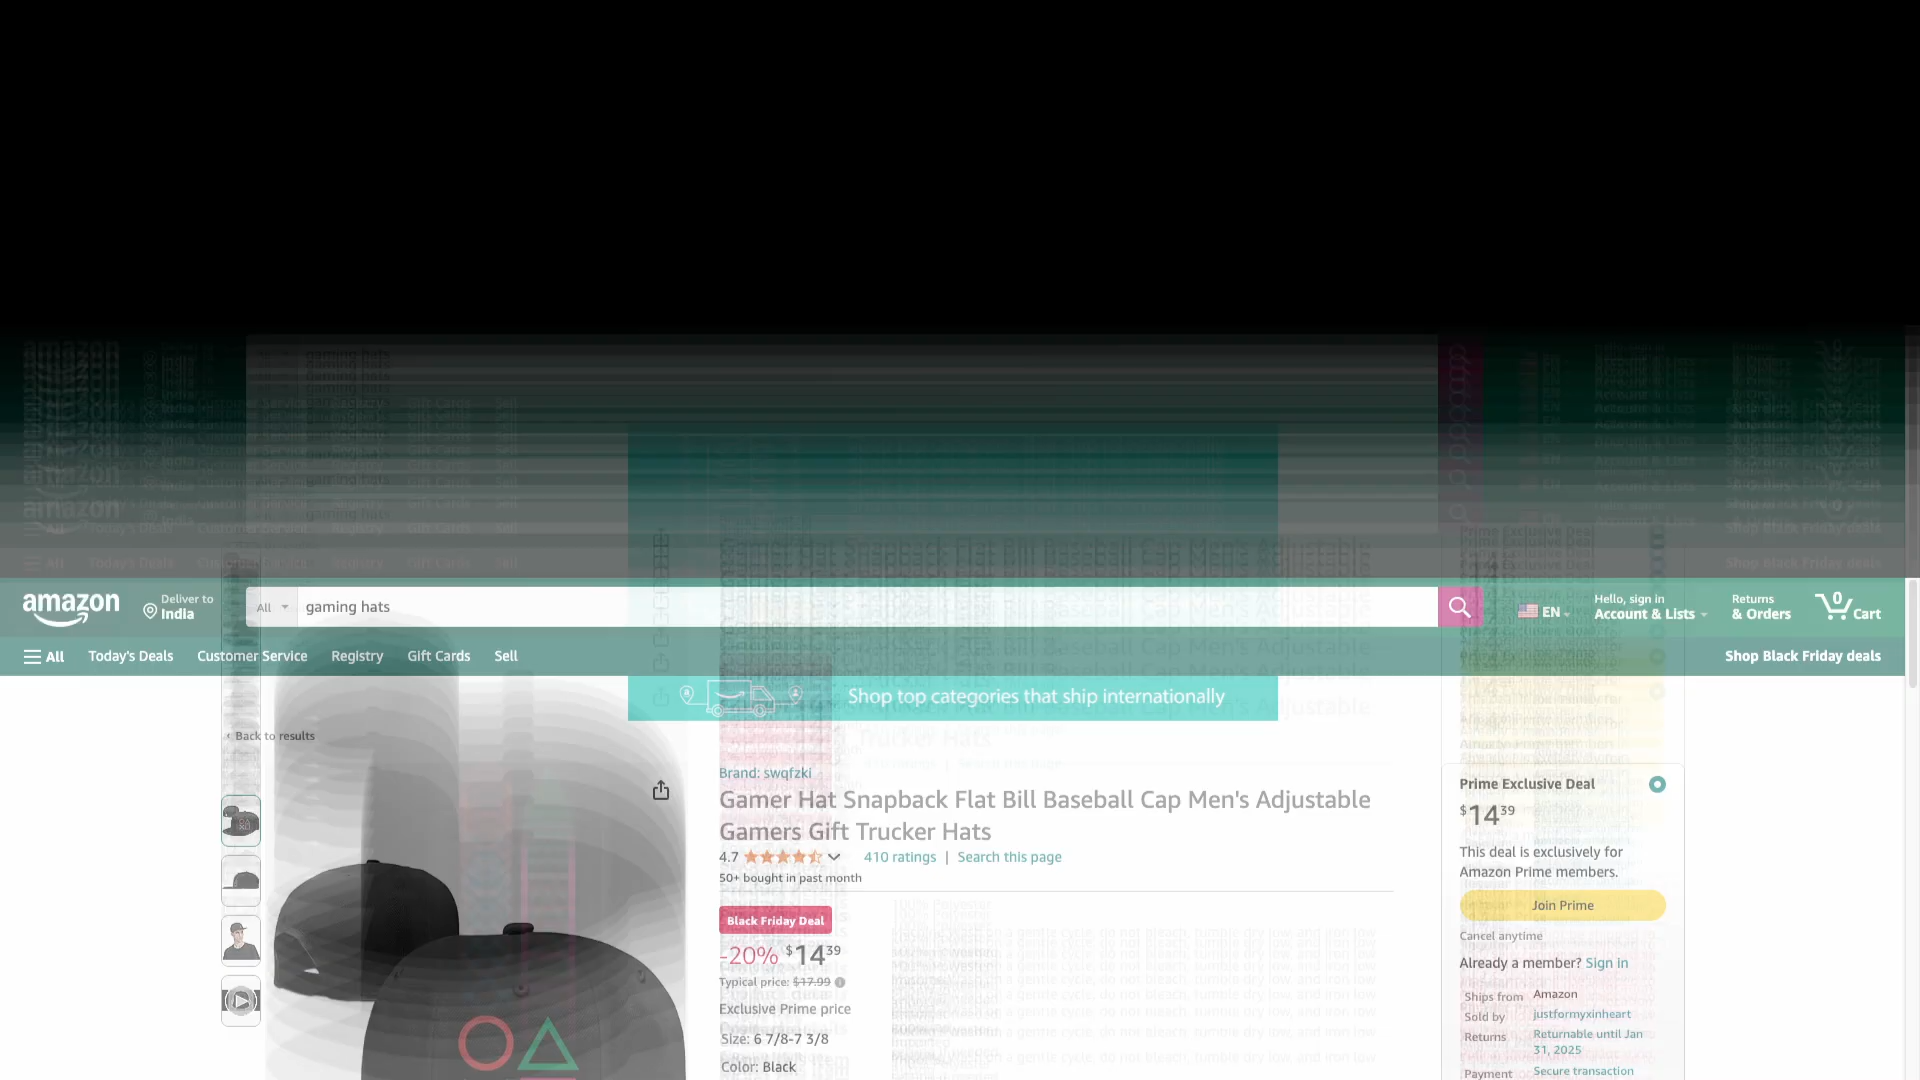 amazon
Deliver to
India
All
gaming hats
EN
Hello, sign in
Account & Lists
Returns
& Orders
0
Cart
All
Today's Deals
Customer Service
Registry
Gift Cards
Sell
Shop Black Friday deals
Shop top categories that ship internationally
‹ Back to results
Brand: swqfzki
Gamer Hat Snapback Flat Bill Baseball Cap Men's Adjustable
Gamers Gift Trucker Hats
4.7
410 ratings | Search this page
50+ bought in past month
Black Friday Deal
-20% $14 39
Typical price: $17.99
Exclusive Prime price
Size: 6 7/8-7 3/8
Color: Black
Prime Exclusive Deal
$14 39
This deal is exclusively for
Amazon Prime members.
Join Prime
Cancel anytime
Already a member? Sign in
Ships from Amazon
Sold by justformyxinheart
Returns Returnable until Jan
31, 2025
Payment Secure transaction